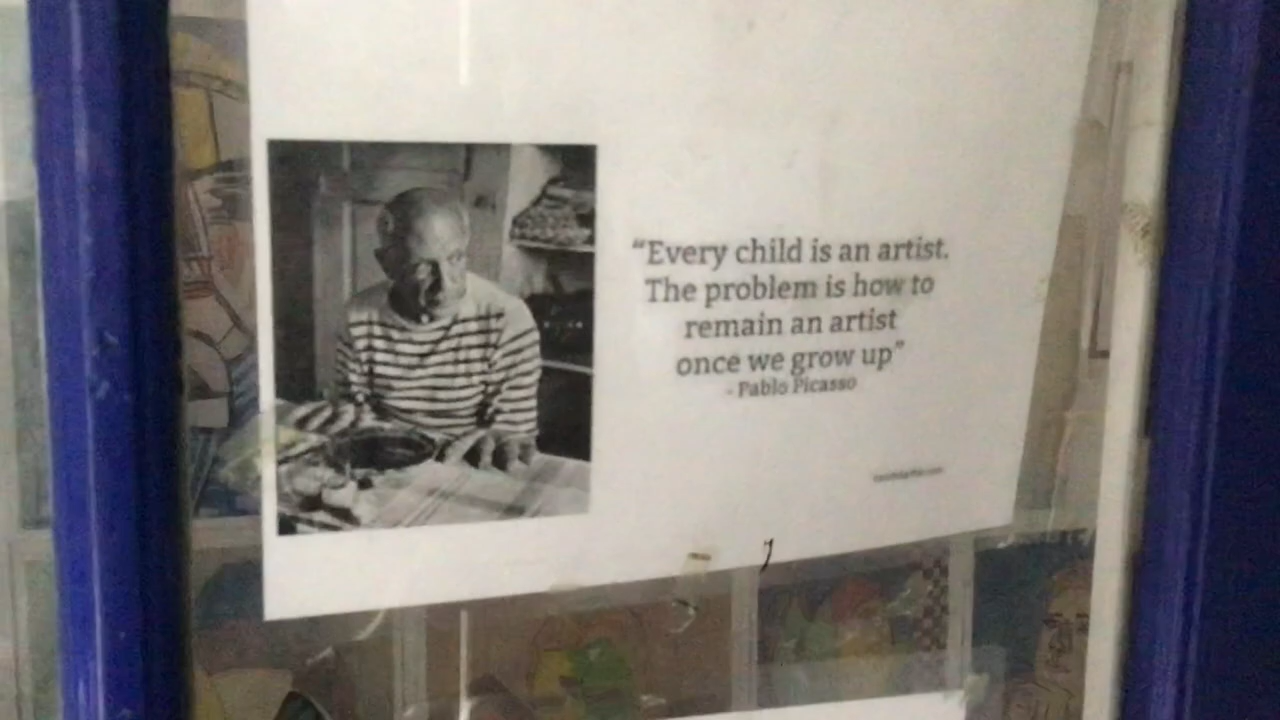 “Every child is an artist.
The problem is how to
remain an artist
once we grow up”
- Pablo Picasso